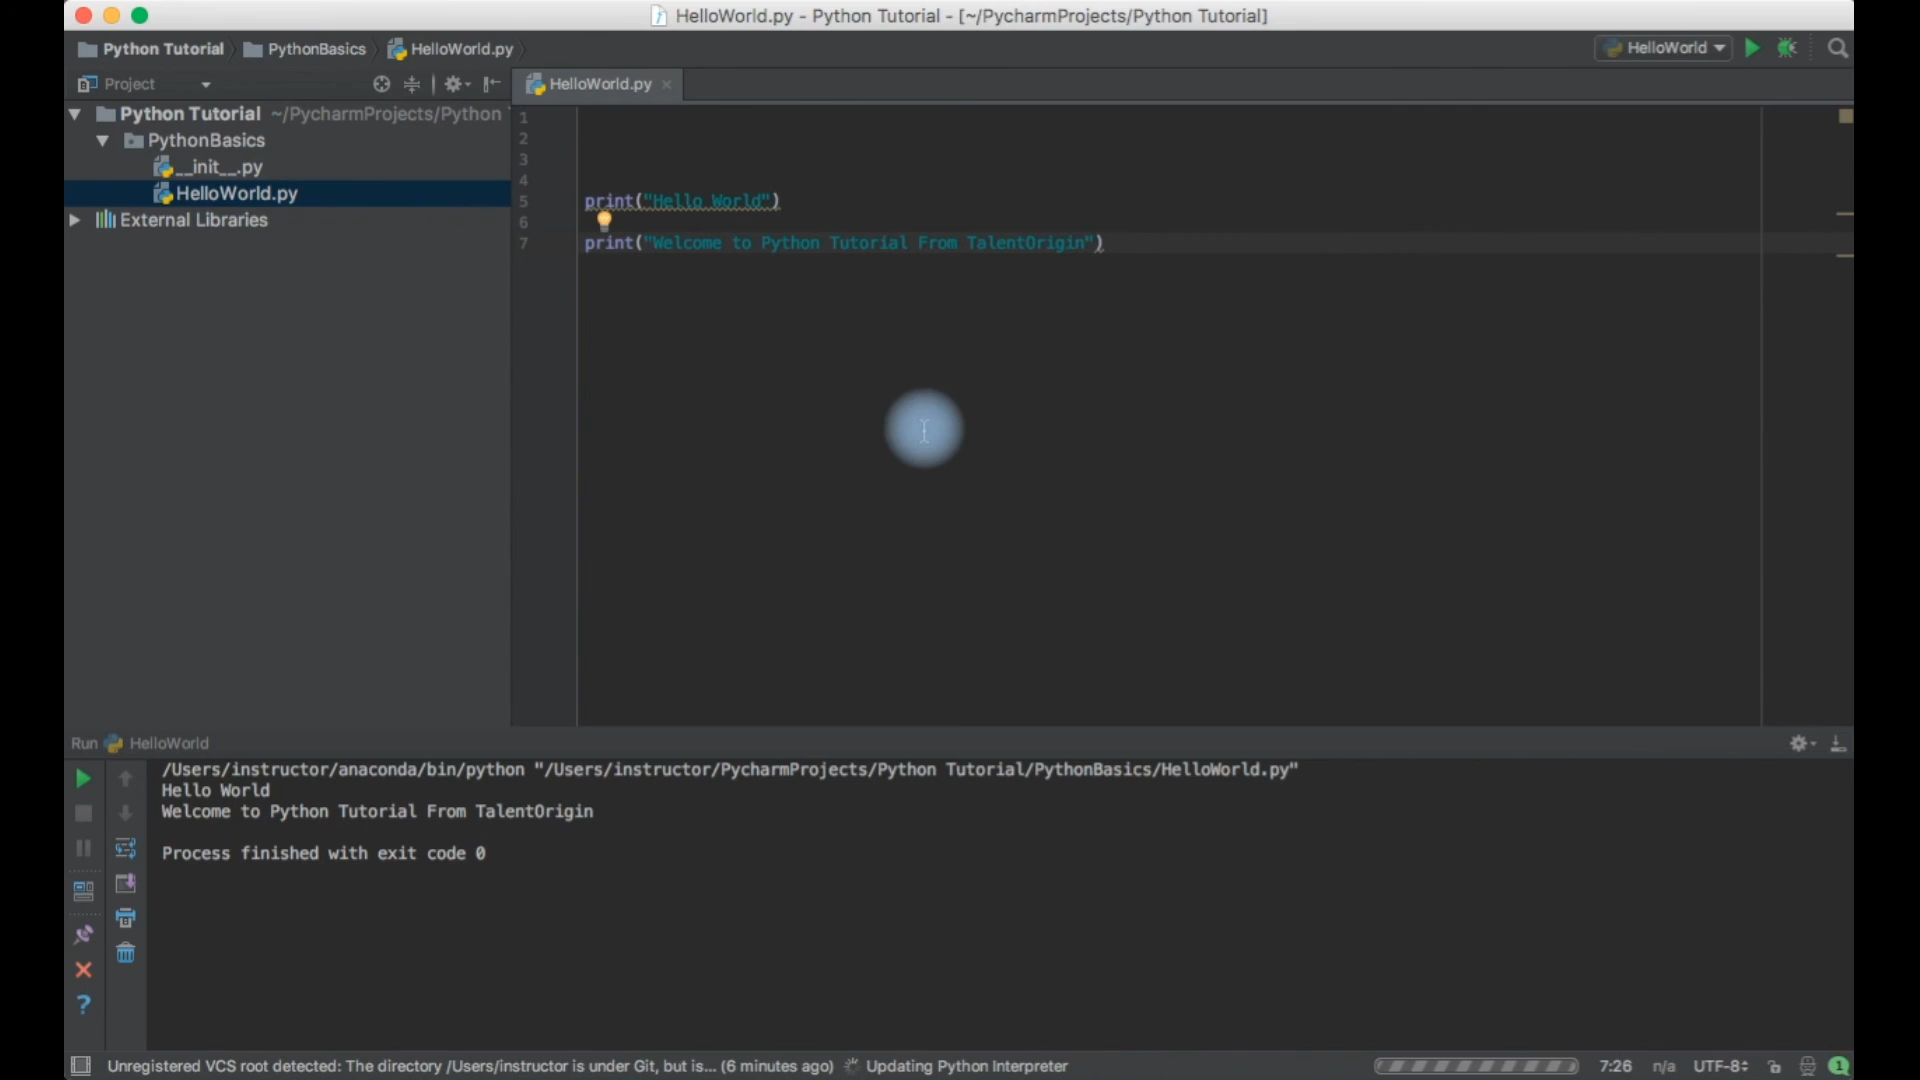 HelloWorld.py - Python Tutorial - [~/PycharmProjects/Python Tutorial]
Python Tutorial PythonBasics HelloWorld.py
HelloWorld
Project
HelloWorld.py
Python Tutorial ~/PycharmProjects/Python
PythonBasics
__init__.py
HelloWorld.py
External Libraries
1
2
3
4
5 print("Hello World")
6
7 print("Welcome to Python Tutorial From TalentOrigin")
Run HelloWorld
/Users/instructor/anaconda/bin/python "/Users/instructor/PycharmProjects/Python Tutorial/PythonBasics/HelloWorld.py"
Hello World
Welcome to Python Tutorial From TalentOrigin
Process finished with exit code 0
Unregistered VCS root detected: The directory /Users/instructor is under Git, but is... (6 minutes ago) Updating Python Interpreter 7:26 n/a UTF-8 1